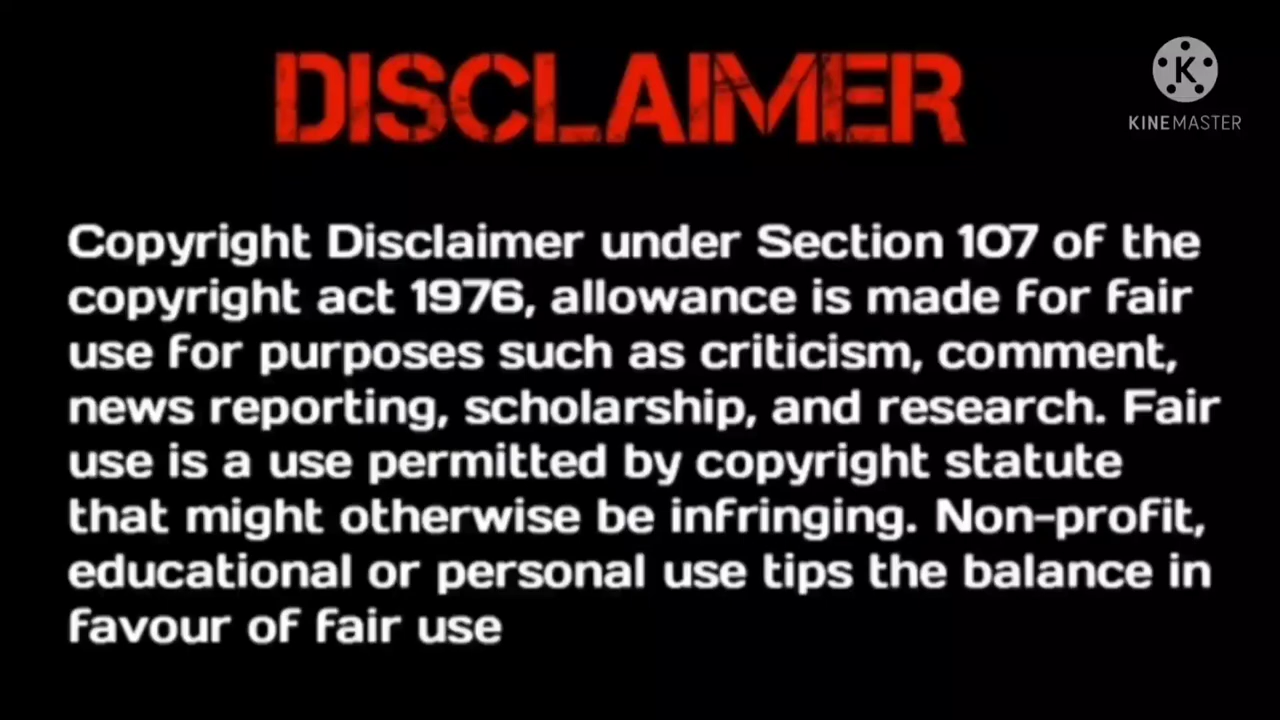 DISCLAIMER
K
KINEMASTER
Copyright Disclaimer under Section 107 of the
copyright act 1976, allowance is made for fair
use for purposes such as criticism, comment,
news reporting, scholarship, and research. Fair
use is a use permitted by copyright statute
that might otherwise be infringing. Non-profit,
educational or personal use tips the balance in
favour of fair use